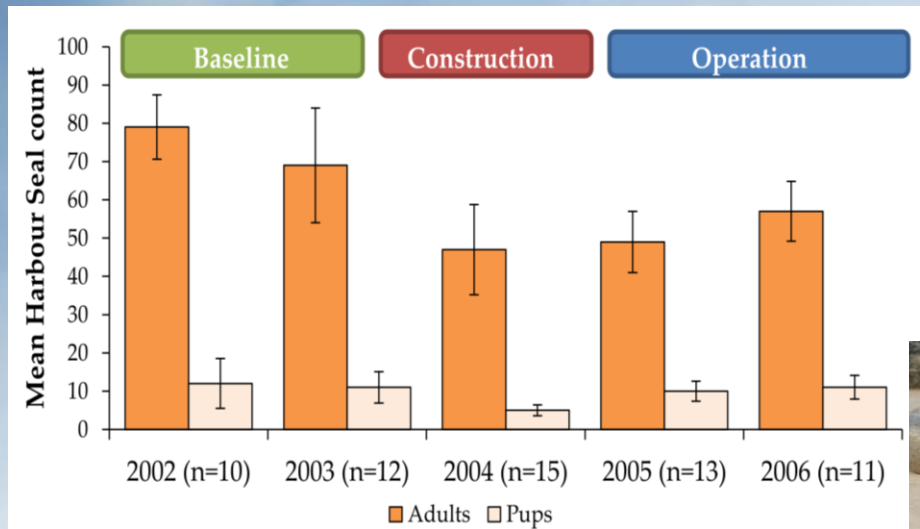 Baseline Construction Operation
100
90
80
70
60
50
40
30
20
10
0
Mean Harbour Seal count
2002 (n=10) 2003 (n=12) 2004 (n=15) 2005 (n=13) 2006 (n=11)
Adults Pups